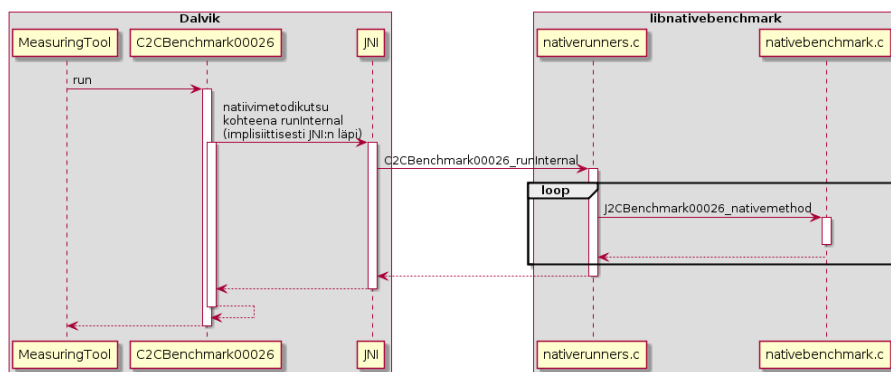 Dalvik
libnativebenchmark
MeasuringTool
C2CBenchmark00026
JNI
nativerunners.c
nativebenchmark.c
run
natiivimetodikutsu
kohteena runInternal
(implisiittisesti JNI:n läpi)
C2CBenchmark00026_runInternal
loop
J2CBenchmark00026_nativemethod
MeasuringTool
C2CBenchmark00026
JNI
nativerunners.c
nativebenchmark.c